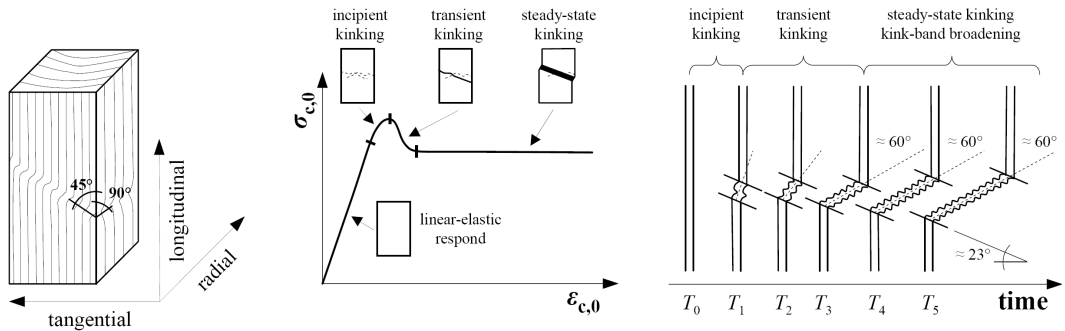 45°
90°
longitudinal
radial
tangential
incipient
kinking
transient
kinking
steady-state
kinking
σc,0
linear-elastic
respond
εc,0
incipient
kinking
transient
kinking
steady-state kinking
kink-band broadening
≈ 60°
≈ 60°
≈ 60°
≈ 23°
T0
T1
T2
T3
T4
T5
time